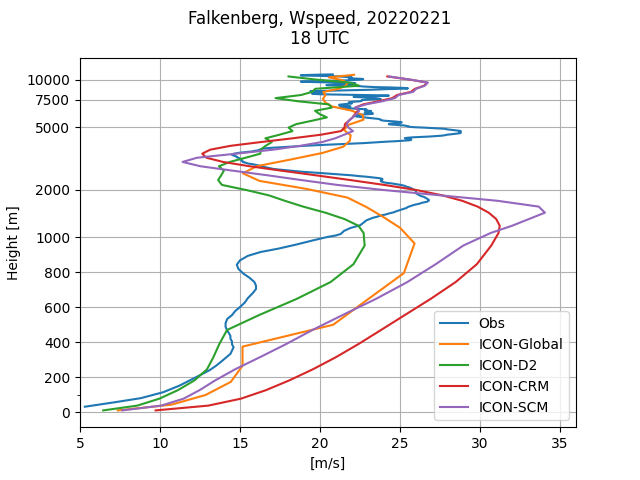 Falkenberg, Wspeed, 20220221
18 UTC
Height [m]
10000
7500
5000
2000
1000
800
600
400
200
0
5
10
15
20
25
30
35
[m/s]
Obs
ICON-Global
ICON-D2
ICON-CRM
ICON-SCM